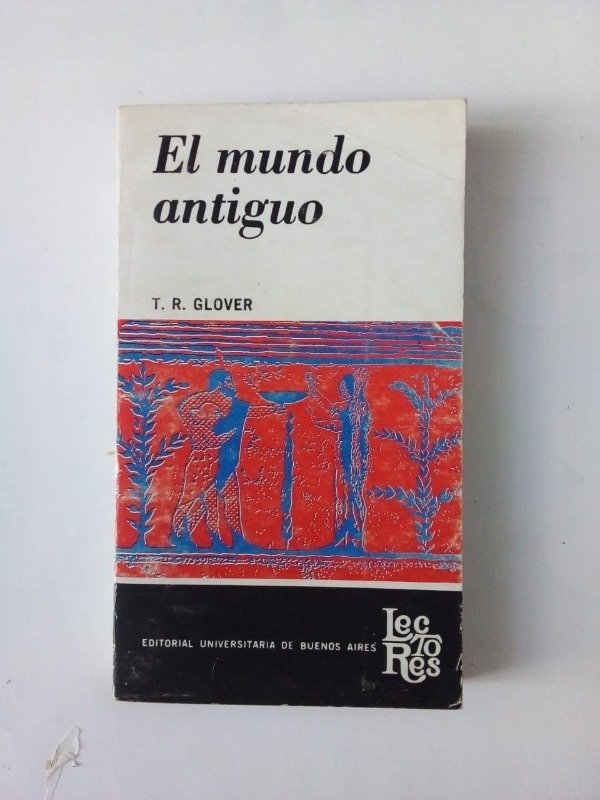 El mundo
antiguo
T. R. GLOVER
EDITORIAL UNIVERSITARIA DE BUENOS AIRES
Lec
TO
Res